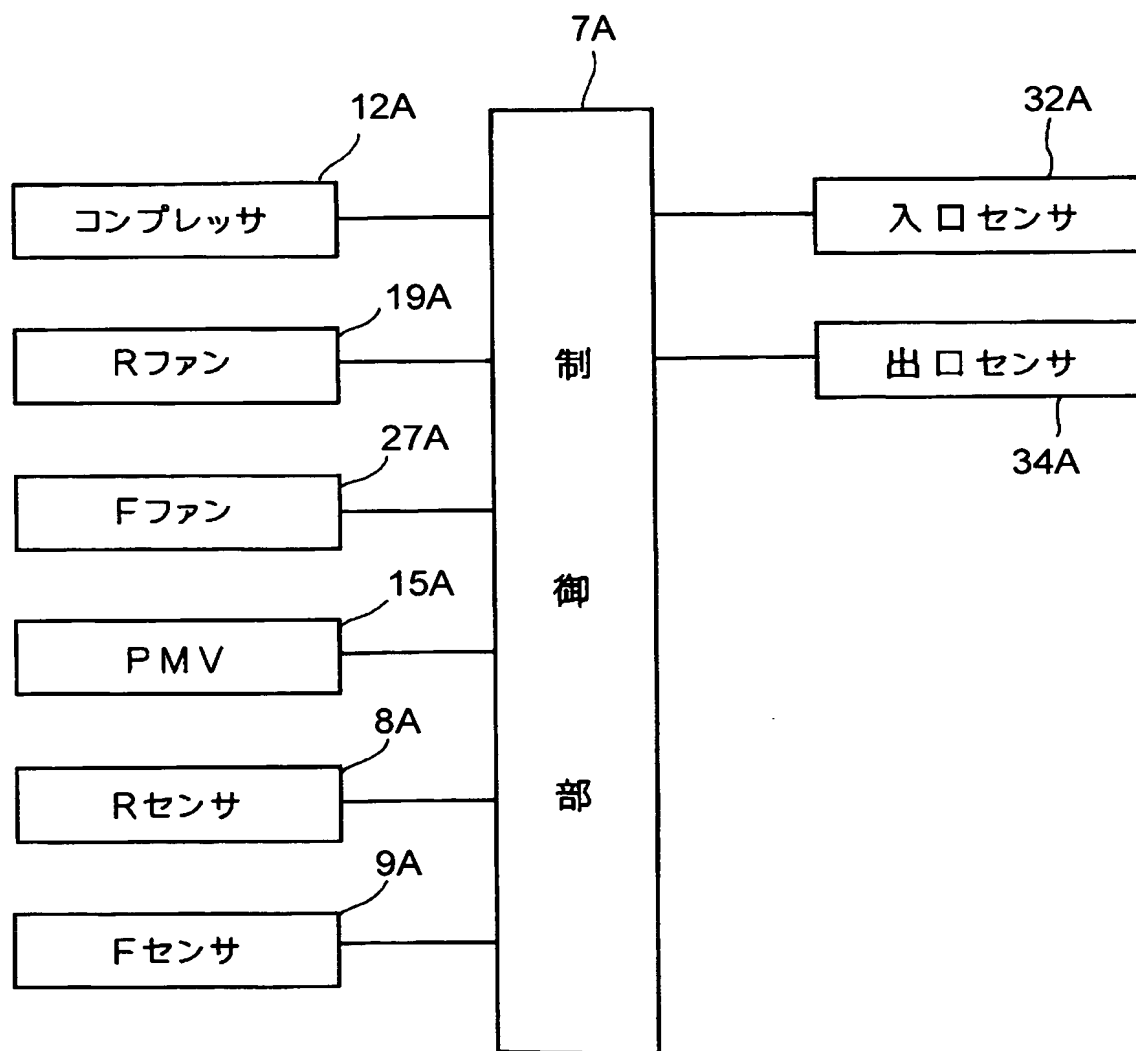 7A
12A
コンプレッサ
19A
Rファン
27A
Fファン
15A
PMV
8A
Rセンサ
9A
Fセンサ
制御部
32A
入口センサ
出口センサ
34A